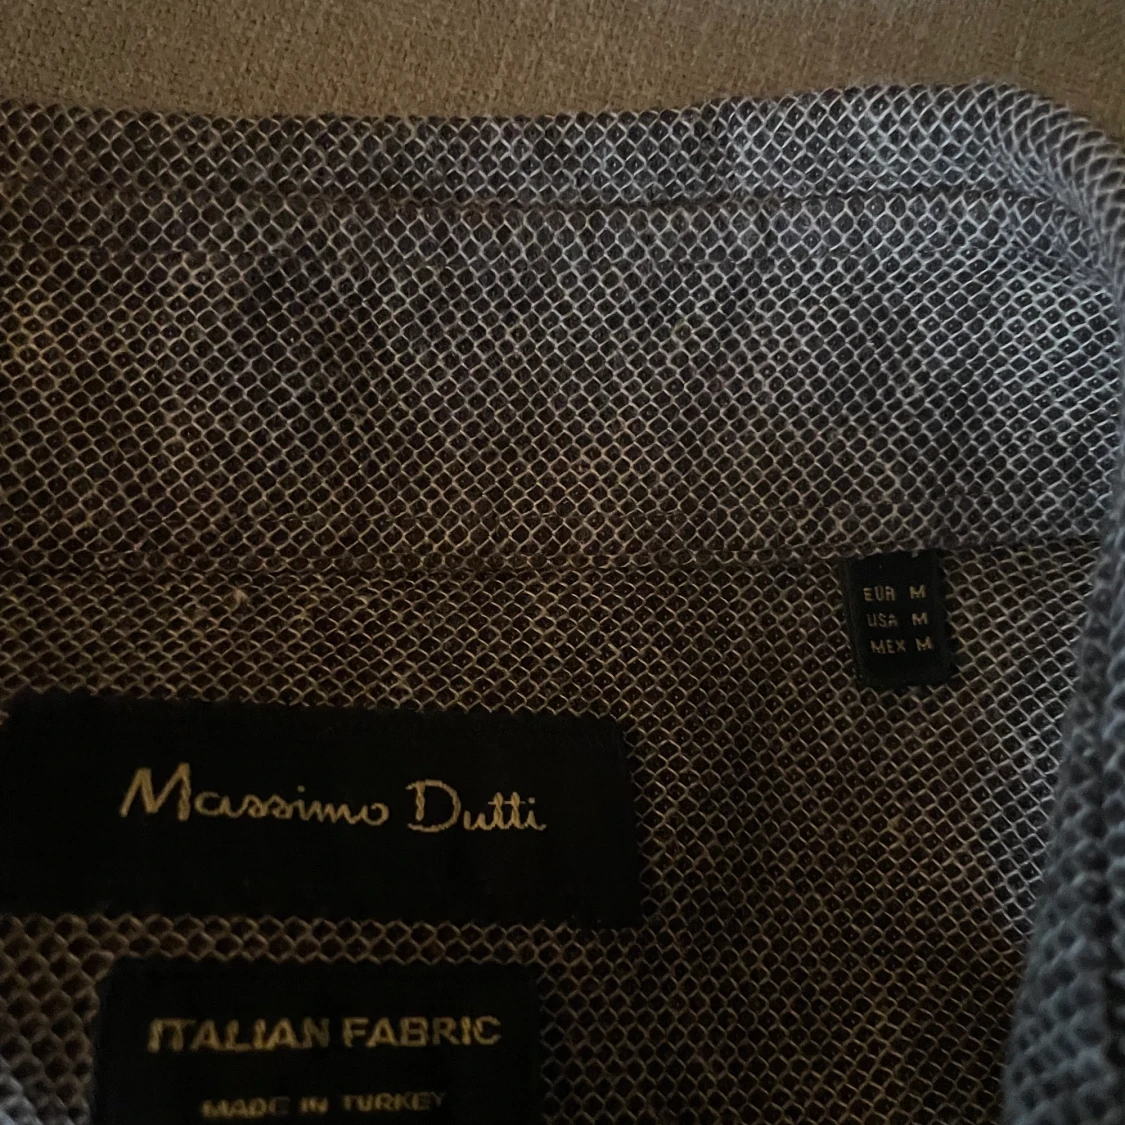 EUR M
USA M
MEX M
Massimo Dutti
ITALIAN FABRIC
MADE IN TURKEY